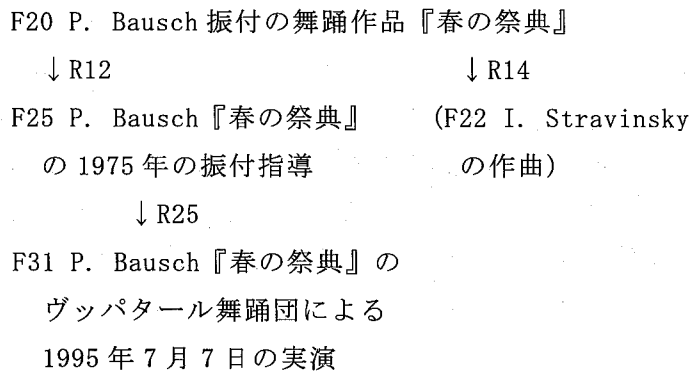 F20 P. Bausch 振付の舞踊作品『春の祭典』
↓R12 ↓R14
F25 P. Bausch『春の祭典』 (F22 I. Stravinsky
の 1975 年の振付指導 の作曲)
↓R25
F31 P. Bausch『春の祭典』の
ヴッパタール舞踊団による
1995 年 7 月 7 日の実演